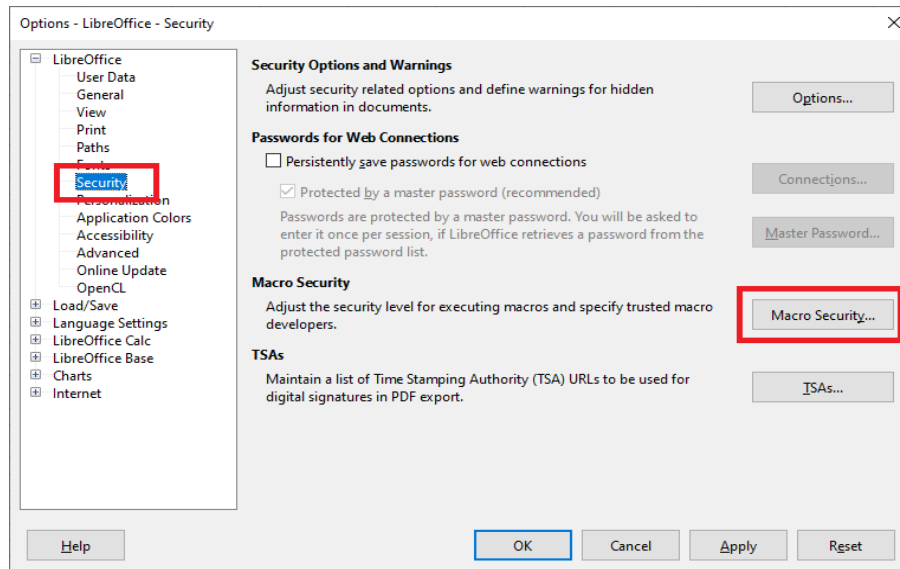 Options - LibreOffice - Security
LibreOffice
User Data
General
View
Print
Paths
Fonts
Security
Personalization
Application Colors
Accessibility
Advanced
Online Update
OpenCL
Load/Save
Language Settings
LibreOffice Calc
LibreOffice Base
Charts
Internet
Security Options and Warnings
Adjust security related options and define warnings for hidden
information in documents.
Options...
Passwords for Web Connections
Persistently save passwords for web connections
Connections...
Protected by a master password (recommended)
Passwords are protected by a master password. You will be asked to
enter it once per session, if LibreOffice retrieves a password from the
protected password list.
Master Password...
Macro Security
Adjust the security level for executing macros and specify trusted macro
developers.
Macro Security...
TSAs
Maintain a list of Time Stamping Authority (TSA) URLs to be used for
digital signatures in PDF export.
TSAs...
Help
OK
Cancel
Apply
Reset